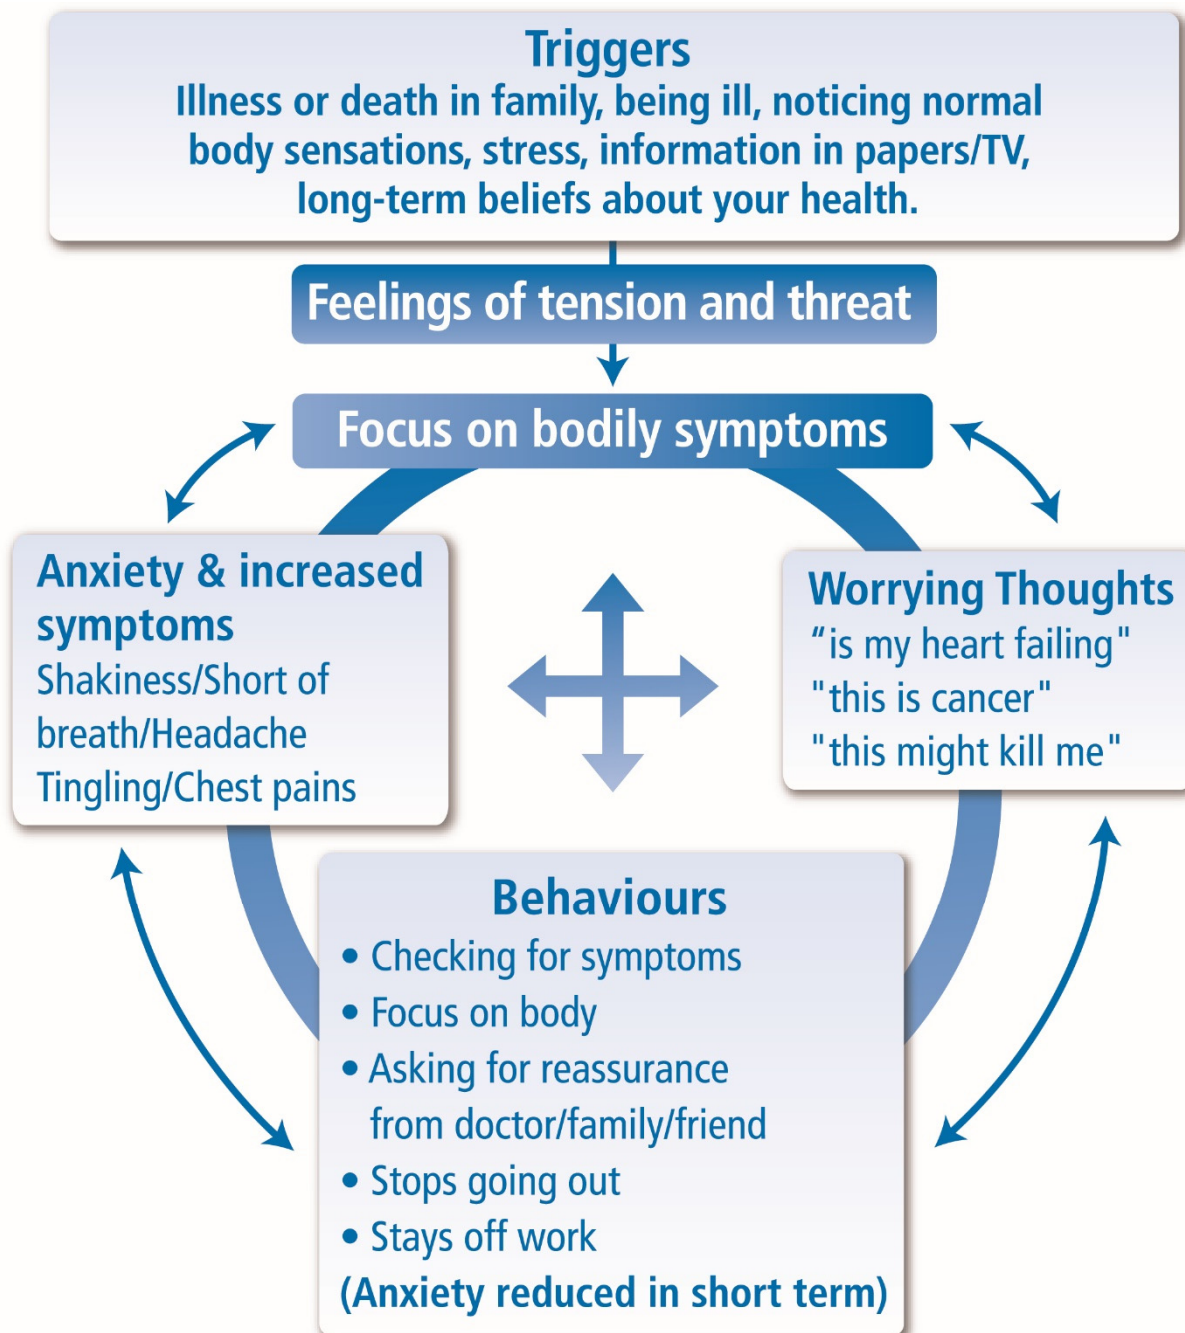 Triggers
Illness or death in family, being ill, noticing normal
body sensations, stress, information in papers/TV,
long-term beliefs about your health.
Feelings of tension and threat
Focus on bodily symptoms
Anxiety & increased
symptoms
Shakiness/Short of
breath/Headache
Tingling/Chest pains
Worrying Thoughts
“is my heart failing"
"this is cancer"
"this might kill me"
Behaviours
• Checking for symptoms
• Focus on body
• Asking for reassurance
from doctor/family/friend
• Stops going out
• Stays off work
(Anxiety reduced in short term)